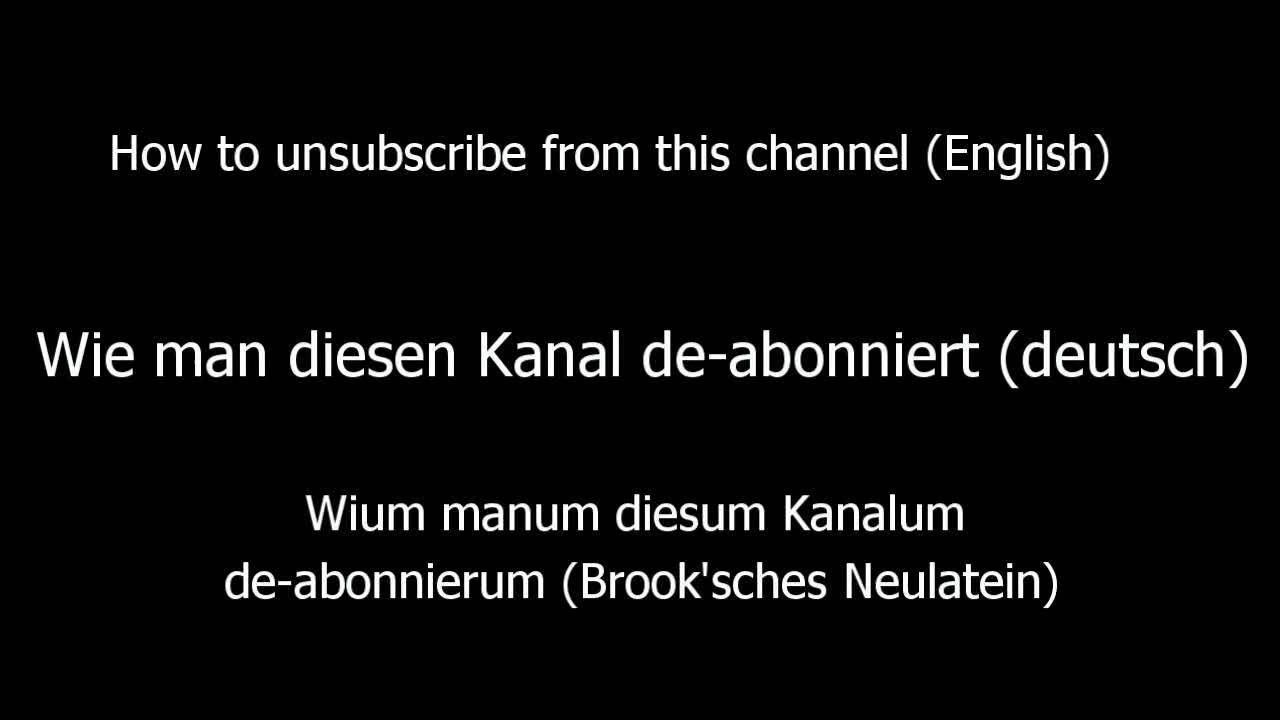 How to unsubscribe from this channel (English)
Wie man diesen Kanal de-abonniert (deutsch)
Wium manum diesum Kanalum
de-abonnierum (Brook'sches Neulatein)